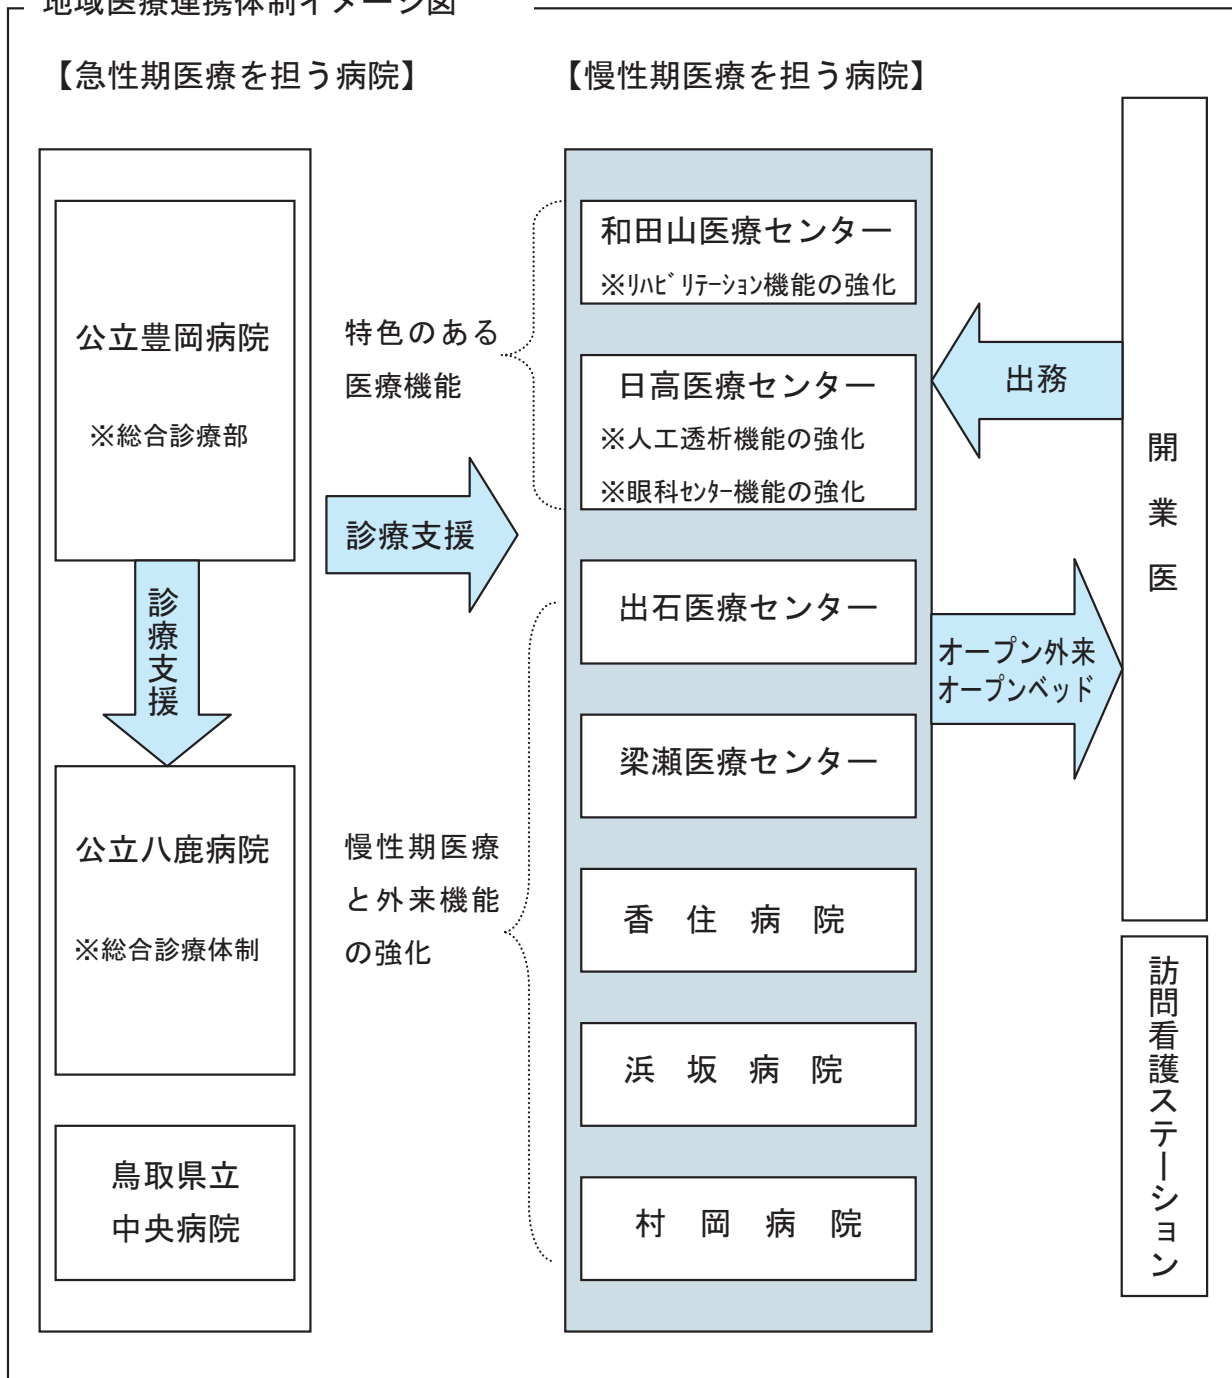 地域医療連携体制イメージ図
【急性期医療を担う病院】
【慢性期医療を担う病院】
公立豊岡病院
※総合診療部
診療支援
公立八鹿病院
※総合診療体制
鳥取県立
中央病院
特色のある
医療機能
診療支援
慢性期医療
と外来機能
の強化
和田山医療センター
※ﾘﾊﾋﾞﾘﾃｰｼｮﾝ機能の強化
日高医療センター
※人工透析機能の強化
※眼科ｾﾝﾀｰ機能の強化
出石医療センター
梁瀬医療センター
香住病院
浜坂病院
村岡病院
出務
オープン外来
オープンベッド
開業医
訪問看護ステーション